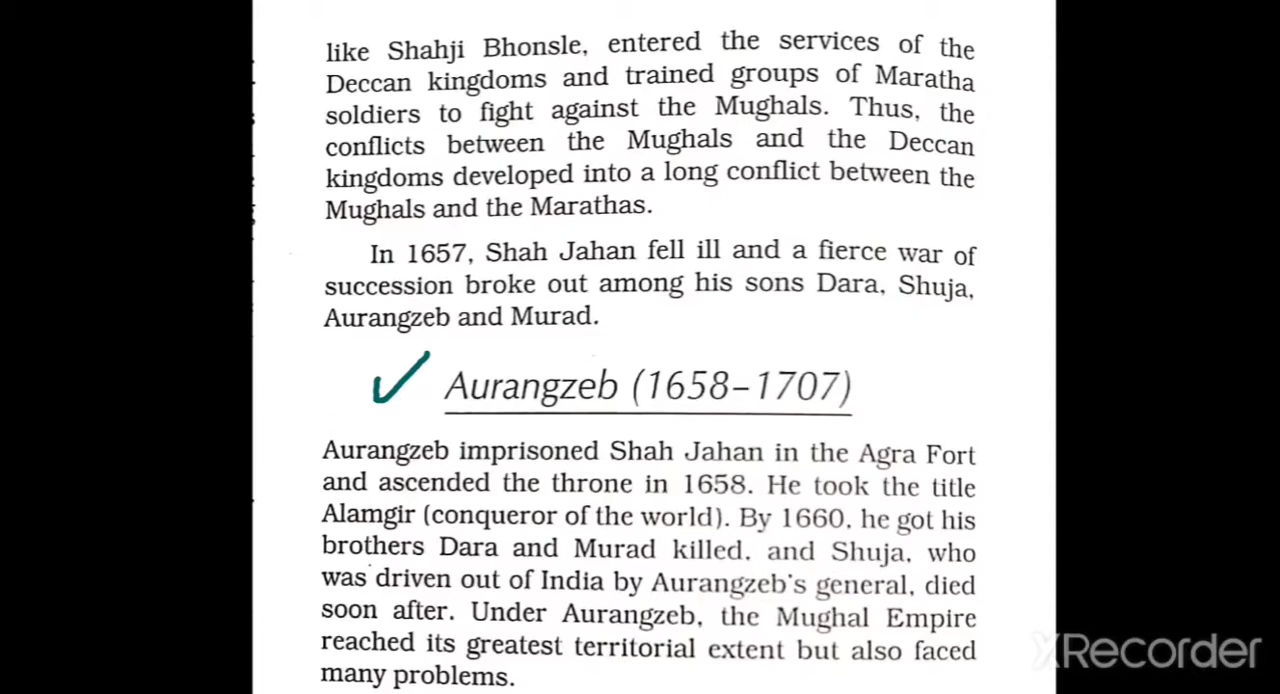 like Shahji Bhonsle, entered the services of the
Deccan kingdoms and trained groups of Maratha
soldiers to fight against the Mughals. Thus, the
conflicts between the Mughals and the Deccan
kingdoms developed into a long conflict between the
Mughals and the Marathas.
In 1657, Shah Jahan fell ill and a fierce war of
succession broke out among his sons Dara, Shuja,
Aurangzeb and Murad.
Aurangzeb (1658–1707)
Aurangzeb imprisoned Shah Jahan in the Agra Fort
and ascended the throne in 1658. He took the title
Alamgir (conqueror of the world). By 1660, he got his
brothers Dara and Murad killed, and Shuja, who
was driven out of India by Aurangzeb's general, died
soon after. Under Aurangzeb, the Mughal Empire
reached its greatest territorial extent but also faced
many problems.
XRecorder